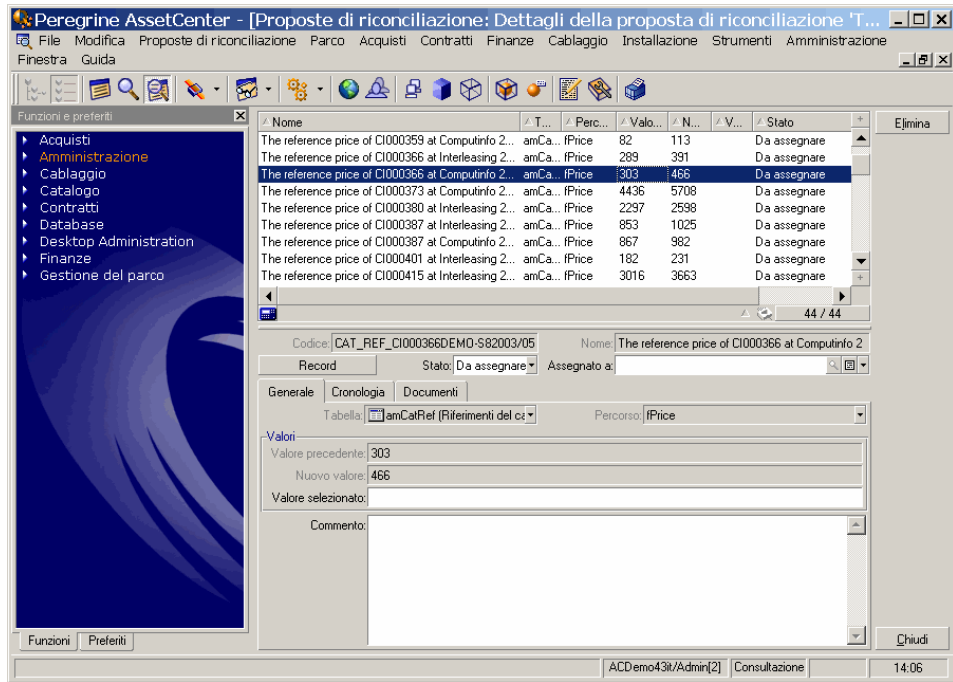 Peregrine AssetCenter - [Proposte di riconciliazione: Dettagli della proposta di riconciliazione 'T...
File Modifica Proposte di riconciliazione Parco Acquisti Contratti Finanze Cablaggio Installazione Strumenti Amministrazione
Finestra Guida
Funzioni e preferiti
Acquisti
Amministrazione
Cablaggio
Catalogo
Contratti
Database
Desktop Administration
Finanze
Gestione del parco
Funzioni Preferiti
Nome T... Perc... Valo... N... V... Stato
The reference price of CI000359 at Computinfo 2... amCa... fPrice 82 113 Da assegnare
The reference price of CI000366 at Interleasing 2... amCa... fPrice 289 391 Da assegnare
The reference price of CI000366 at Computinfo 2... amCa... fPrice 303 466 Da assegnare
The reference price of CI000373 at Computinfo 2... amCa... fPrice 4436 5708 Da assegnare
The reference price of CI000380 at Interleasing 2... amCa... fPrice 2297 2598 Da assegnare
The reference price of CI000387 at Interleasing 2... amCa... fPrice 853 1025 Da assegnare
The reference price of CI000387 at Computinfo 2... amCa... fPrice 867 982 Da assegnare
The reference price of CI000401 at Interleasing 2... amCa... fPrice 182 231 Da assegnare
The reference price of CI000415 at Interleasing 2... amCa... fPrice 3016 3663 Da assegnare
44 / 44
Elimina
Codice: CAT_REF_CI000366DEMO-S82003/05 Nome: The reference price of CI000366 at Computinfo 2
Record Stato: Da assegnare Assegnato a:
Generale Cronologia Documenti
Tabella: amCatRef (Riferimenti del ca Percorso: fPrice
Valori
Valore precedente: 303
Nuovo valore: 466
Valore selezionato:
Commento:
Chiudi
ACDemo43it/Admin[2] Consultazione 14:06